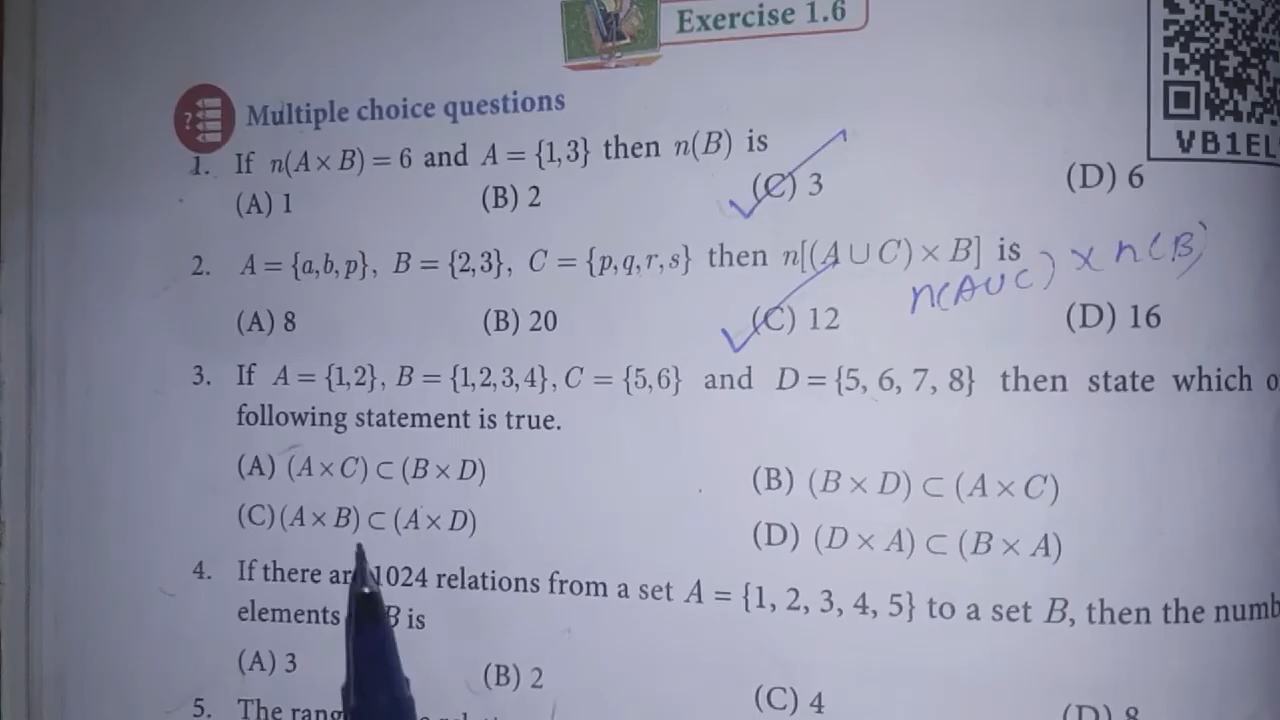 Exercise 1.6
Multiple choice questions
VB1EL
1. If n(A×B) = 6 and A = {1,3} then n(B) is
(A) 1 (B) 2 (C) 3 (D) 6
2. A = {a,b,p}, B = {2,3}, C = {p,q,r,s} then n[(A∪C)×B] is
n(A∪C) × n(B)
(A) 8 (B) 20 (C) 12 (D) 16
3. If A = {1,2}, B = {1,2,3,4}, C = {5,6} and D = {5, 6, 7, 8} then state which
following statement is true.
(A) (A×C) ⊂ (B×D) (B) (B×D) ⊂ (A×C)
(C) (A×B) ⊂ (A×D) (D) (D×A) ⊂ (B×A)
4. If there ar 1024 relations from a set A = {1, 2, 3, 4, 5} to a set B, then the numb
elements B is
(A) 3 (B) 2 (C) 4 (D) 8
5. The rang